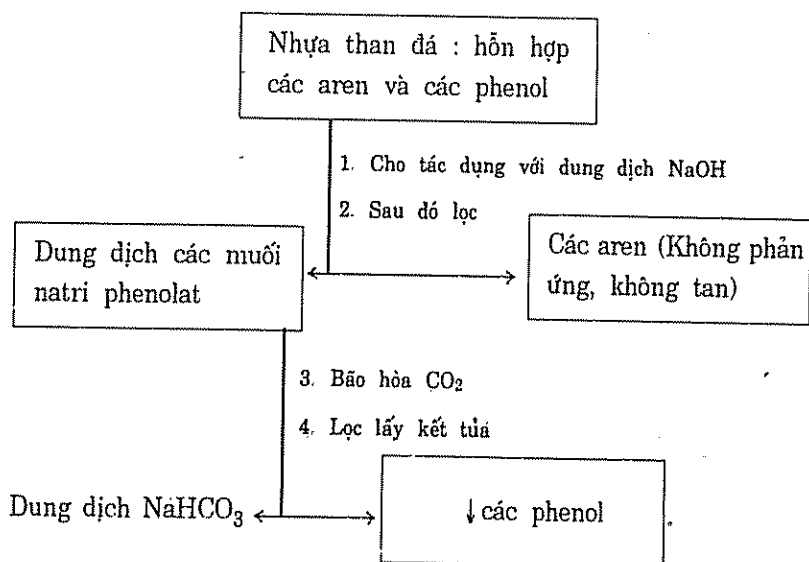 Nhựa than đá : hỗn hợp
các aren và các phenol
1. Cho tác dụng với dung dịch NaOH
2. Sau đó lọc
Dung dịch các muối
natri phenolat
Các aren (Không phản
ứng, không tan)
3. Bão hòa CO₂
4. Lọc lấy kết tủa
Dung dịch NaHCO₃
↓các phenol